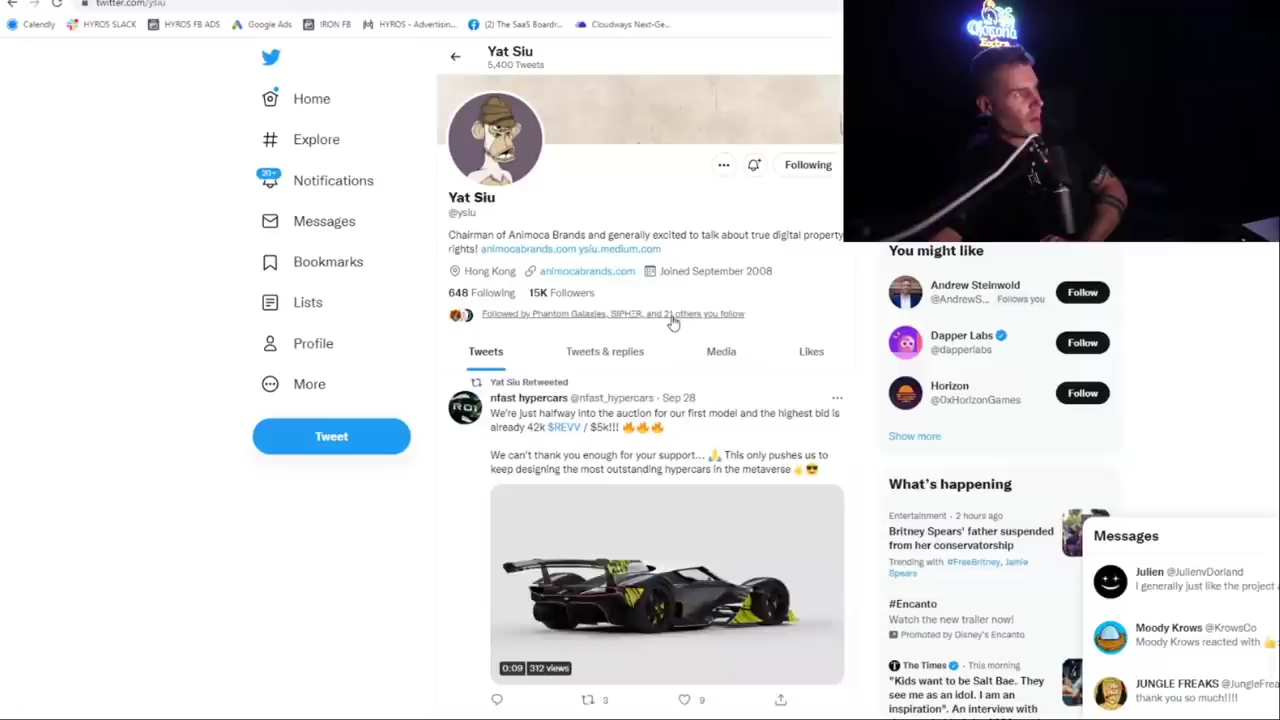 twitter.com/ysiu
Calendly
HYROS SLACK
HYROS FB ADS
Google Ads
IRON FB
HYROS - Advertisin...
(2) The SaaS Boardr...
Cloudways Next-Ge...
Yat Siu
5,400 Tweets
Home
Explore
30+
Notifications
Messages
Bookmarks
Lists
Profile
More
Tweet
Following
Yat Siu
@ysiu
Chairman of Animoca Brands and generally excited to talk about true digital property
rights! animocabrands.com ysiu.medium.com
Hong Kong animocabrands.com Joined September 2008
648 Following 15K Followers
Followed by Phantom Galaxies, SIPHER, and 21 others you follow
Tweets Tweets & replies Media Likes
Yat Siu Retweeted
nfast hypercars @nfast_hypercars · Sep 28
We're just halfway into the auction for our first model and the highest bid is
already 42k $REVV / $5k!!! 🔥🔥🔥
We can't thank you enough for your support... 🙏 This only pushes us to
keep designing the most outstanding hypercars in the metaverse
0:09 312 views
3
9
Corona
Extra
You might like
Andrew Steinwold
@AndrewS... Follows you
Follow
Dapper Labs
@dapperlabs
Follow
Horizon
@0xHorizonGames
Follow
Show more
What's happening
Entertainment · 2 hours ago
Britney Spears' father suspended
from her conservatorship
Trending with #FreeBritney, Jamie
Spears
#Encanto
Watch the new trailer now!
Promoted by Disney's Encanto
The Times · This morning
"Kids want to be Salt Bae. They
see me as an idol. I am an
inspiration". An interview with
Messages
Julien @JulienvDorland
I generally just like the project
Moody Krows @KrowsCo
Moody Krows reacted with 👍
JUNGLE FREAKS @JungleFrea
thank you so much!!!!